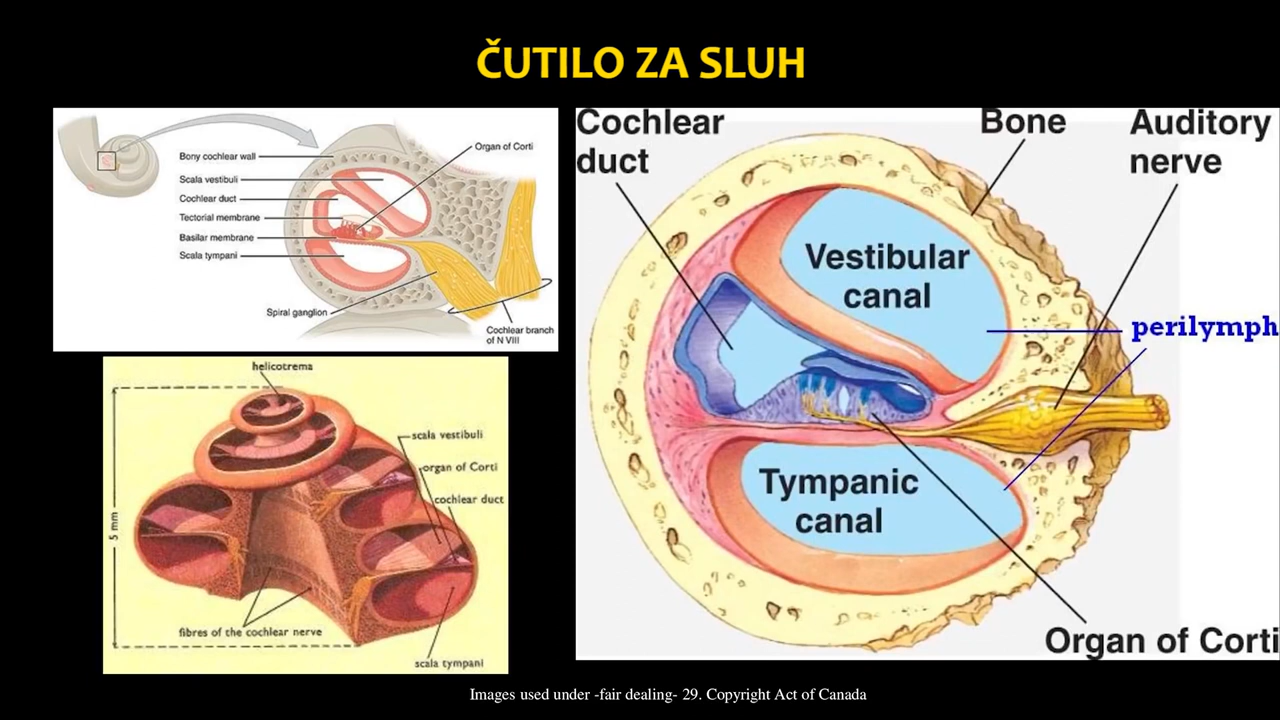 ČUTILO ZA SLUH
Bony cochlear wall
Scala vestibuli
Cochlear duct
Tectorial membrane
Basilar membrane
Scala tympani
Spiral ganglion
Organ of Corti
Cochlear branch
of N VIII
helicotrema
scala vestibuli
organ of Corti
cochlear duct
5 mm
fibres of the cochlear nerve
scala tympani
Cochlear
duct
Bone
Auditory
nerve
Vestibular
canal
perilymph
Tympanic
canal
Organ of Corti
Images used under -fair dealing- 29. Copyright Act of Canada